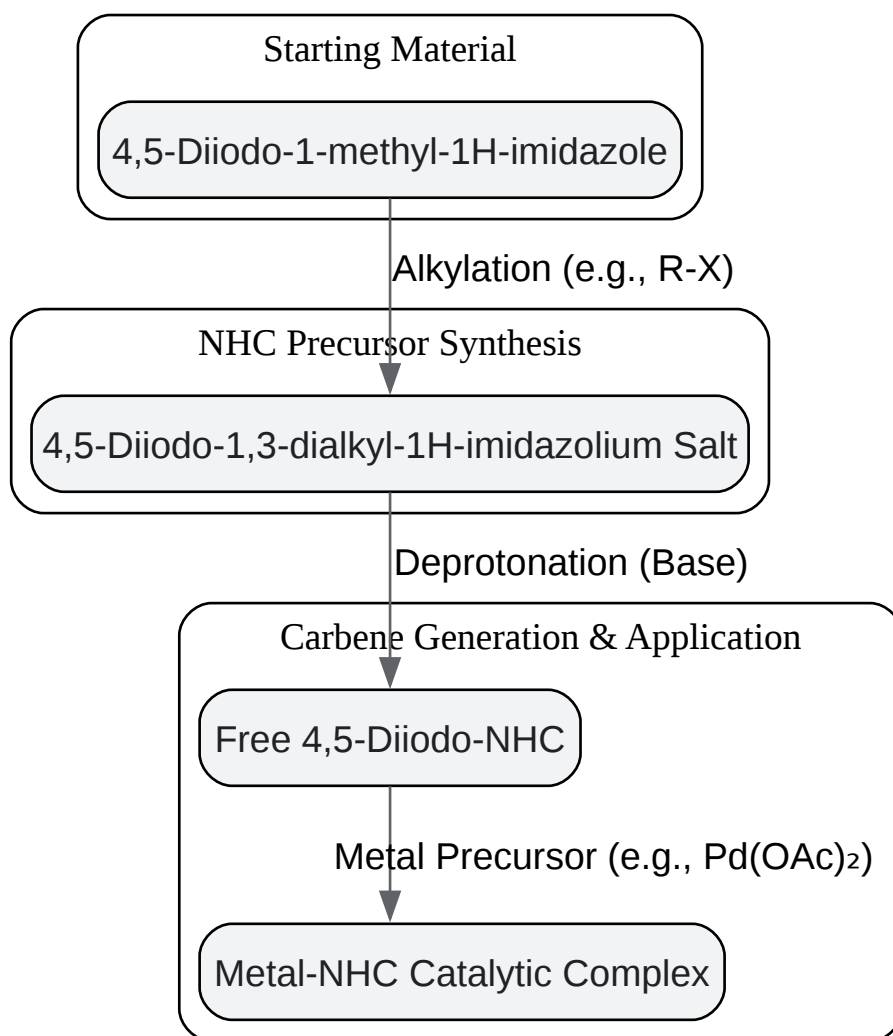 Starting Material
4,5-Diiodo-1-methyl-1H-imidazole
Alkylation (e.g., R-X)
NHC Precursor Synthesis
4,5-Diiodo-1,3-dialkyl-1H-imidazolium Salt
Deprotonation (Base)
Carbene Generation & Application
Free 4,5-Diiodo-NHC
Metal Precursor (e.g., Pd(OAc)₂)
Metal-NHC Catalytic Complex